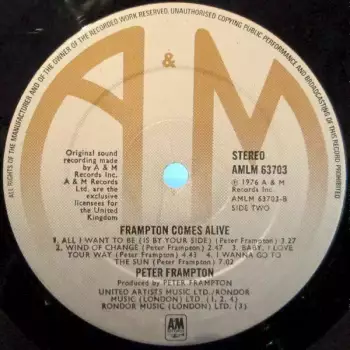 ALL RIGHTS OF THE MANUFACTURER AND OF THE OWNER OF THE RECORDED WORK RESERVED. UNAUTHORISED COPYING PUBLIC PERFORMANCE AND BROADCASTING OF THIS RECORD PROHIBITED
A & M
Original sound
recording made
by A & M
Records Inc.
A & M Records
Ltd. are the
exclusive
licensees for
the United
Kingdom
STEREO
AMLM 63703
℗ 1976 A & M
Records Inc.
AMLM 63703-B
SIDE TWO
FRAMPTON COMES ALIVE
1. ALL I WANT TO BE (IS BY YOUR SIDE) (Peter Frampton) 3.27
2. WIND OF CHANGE (Peter Frampton) 2.47 3. BABY, I LOVE
YOUR WAY (Peter Frampton) 4.43 4. I WANNA GO TO
THE SUN (Peter Frampton) 7.02
PETER FRAMPTON
Produced by PETER FRAMPTON
UNITED ARTISTS MUSIC LTD./RONDOR
MUSIC (LONDON) LTD. (1, 2, 4)
RONDOR MUSIC (LONDON) LTD. (3)
A&M